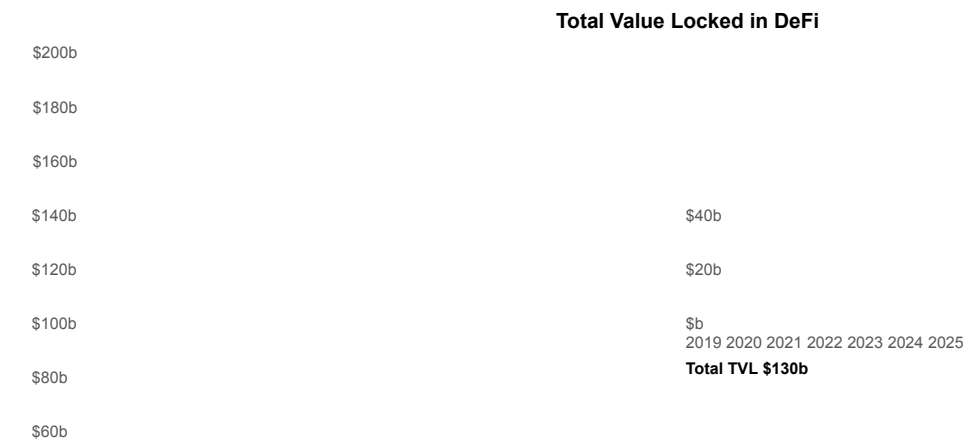 Total Value Locked in DeFi
$200b
$180b
$160b
$140b
$120b
$100b
$80b
$60b
$40b
$20b
$b
2019 2020 2021 2022 2023 2024 2025
Total TVL $130b